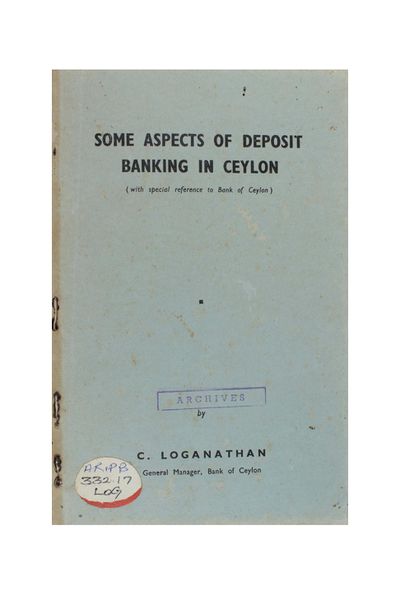 SOME ASPECTS OF DEPOSIT
BANKING IN CEYLON
(with special reference to Bank of Ceylon)
ARCHIVES
by
C. LOGANATHAN
General Manager, Bank of Ceylon
332.17
LOG